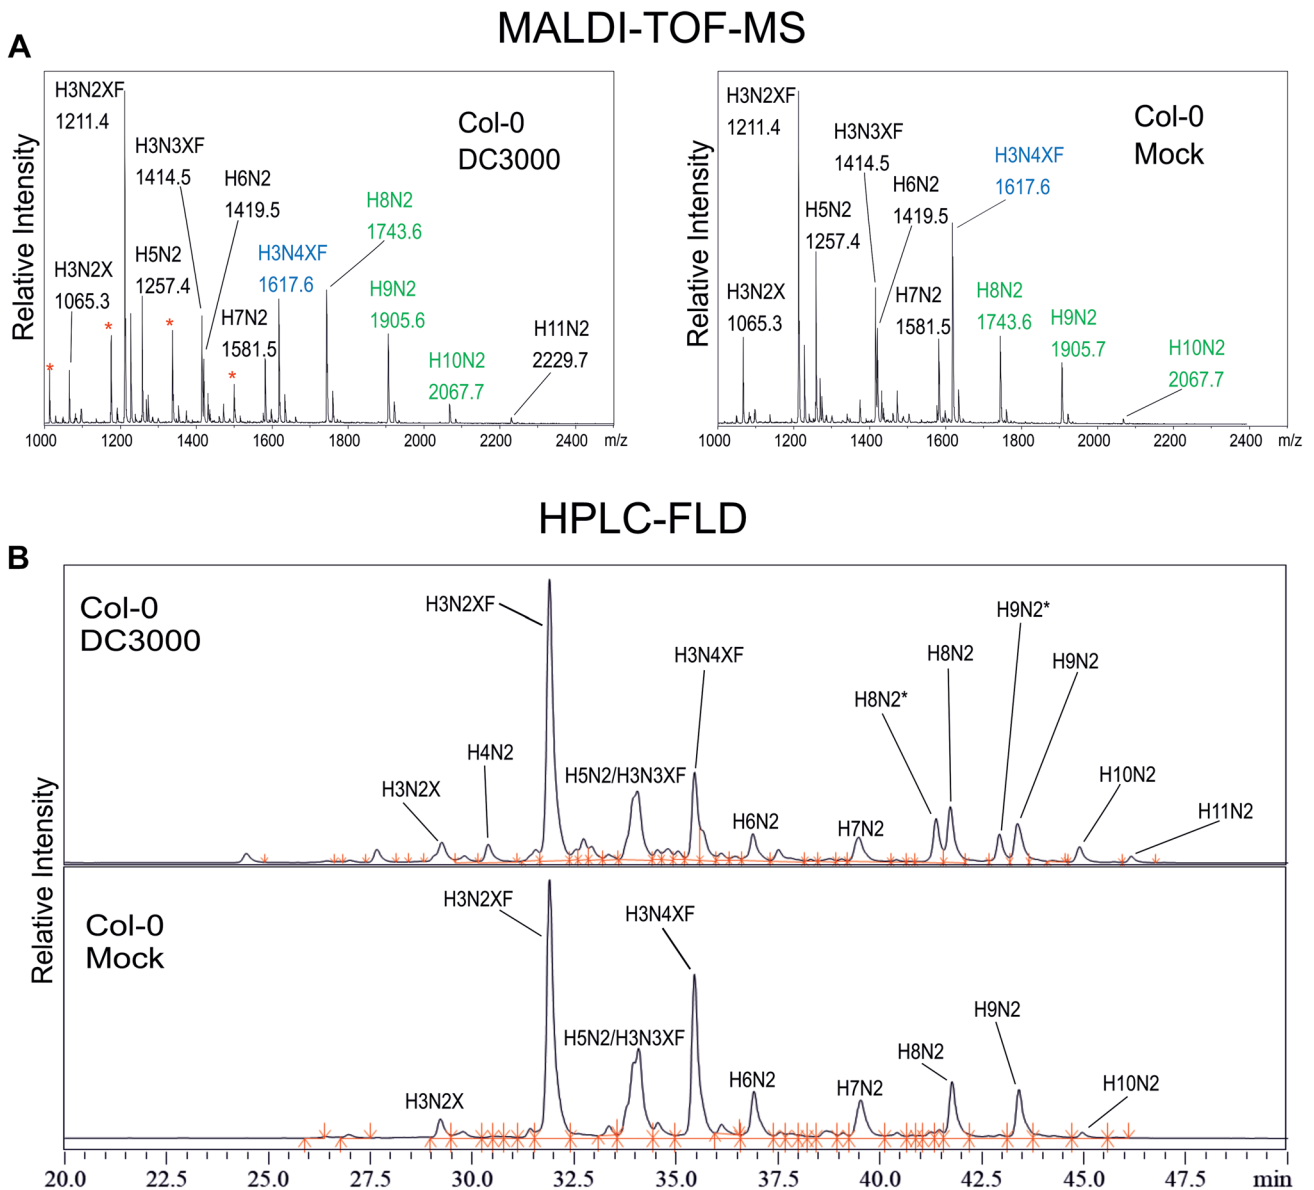 MALDI-TOF-MS
A
Relative Intensity
H3N2XF
1211.4
H3N3XF
1414.5
H6N2
1419.5
Col-0
DC3000
H8N2
1743.6
H3N2X
1065.3
H5N2
1257.4
H3N4XF
1617.6
H9N2
1905.6
*
*
*
H7N2
1581.5
H10N2
2067.7
H11N2
2229.7
1000 1200 1400 1600 1800 2000 2200 2400 m/z
Relative Intensity
H3N2XF
1211.4
H3N3XF
1414.5
H6N2
1419.5
H3N4XF
1617.6
Col-0
Mock
H5N2
1257.4
H3N2X
1065.3
H7N2
1581.5
H8N2
1743.6
H9N2
1905.7
H10N2
2067.7
1000 1200 1400 1600 1800 2000 2200 2400 m/z
HPLC-FLD
B
Relative Intensity
Col-0
DC3000
H3N2X
H4N2
H3N2XF
H5N2/H3N3XF
H3N4XF
H6N2
H7N2
H8N2*
H8N2
H9N2*
H9N2
H10N2
H11N2
Col-0
Mock
H3N2X
H3N2XF
H5N2/H3N3XF
H3N4XF
H6N2
H7N2
H8N2
H9N2
H10N2
20.0 22.5 25.0 27.5 30.0 32.5 35.0 37.5 40.0 42.5 45.0 47.5 min